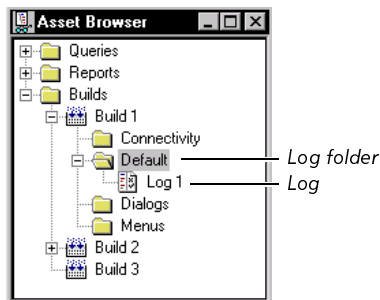 Asset Browser
Queries
Reports
Builds
Build 1
Connectivity
Default
Log folder
Log 1
Log
Dialogs
Menus
Build 2
Build 3